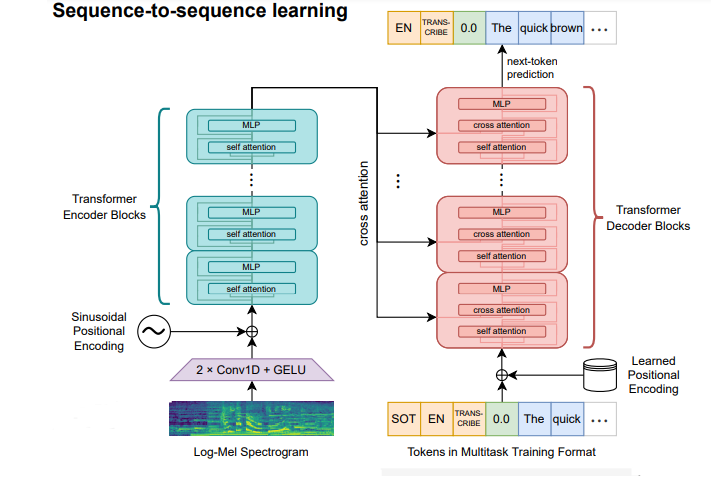 Sequence-to-sequence learning
EN
TRANS-
CRIBE
0.0
The
quick
brown
...
next-token
prediction
MLP
self attention
...
MLP
self attention
MLP
self attention
Transformer
Encoder Blocks
cross attention
...
MLP
cross attention
self attention
...
MLP
cross attention
self attention
MLP
cross attention
self attention
Transformer
Decoder Blocks
Sinusoidal
Positional
Encoding
2 × Conv1D + GELU
Log-Mel Spectrogram
Learned
Positional
Encoding
SOT
EN
TRANS-
CRIBE
0.0
The
quick
...
Tokens in Multitask Training Format